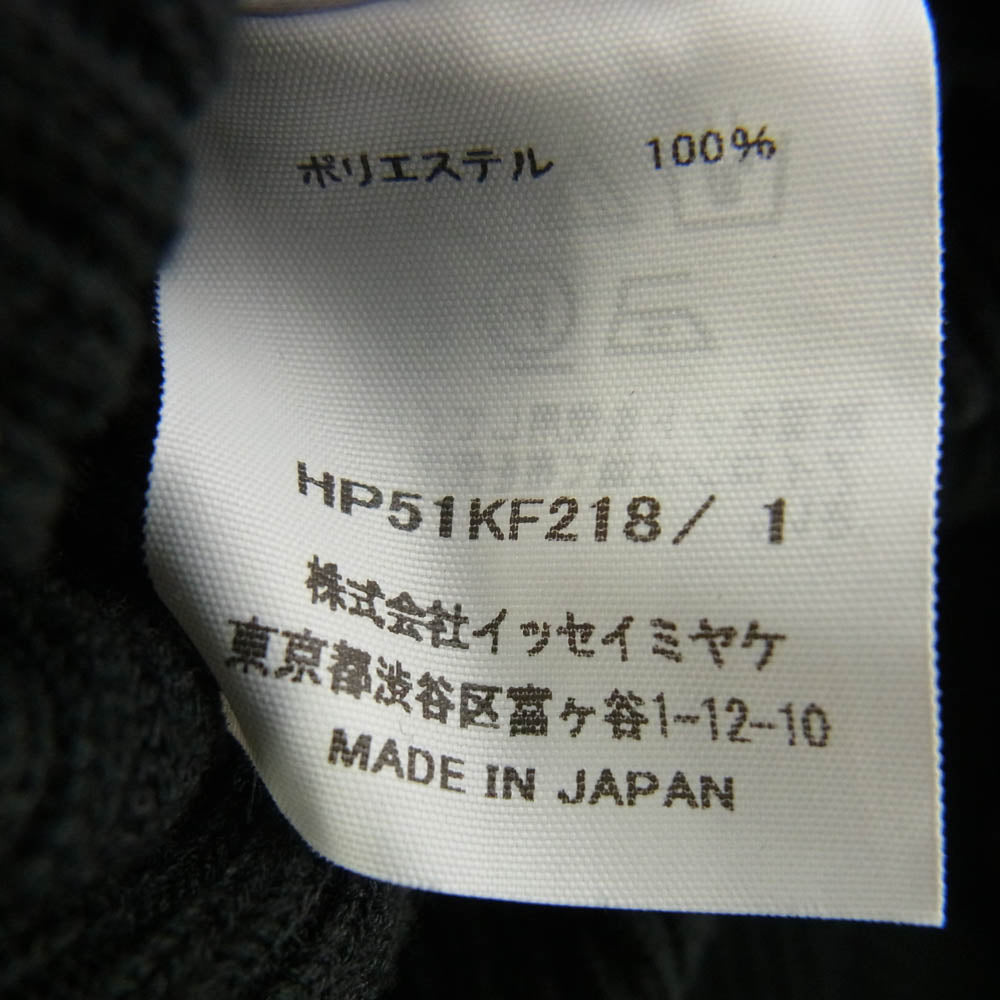 ポリエステル 100%
HP51KF218/ 1
株式会社イッセイミヤケ
東京都渋谷区富ヶ谷1-12-10
MADE IN JAPAN